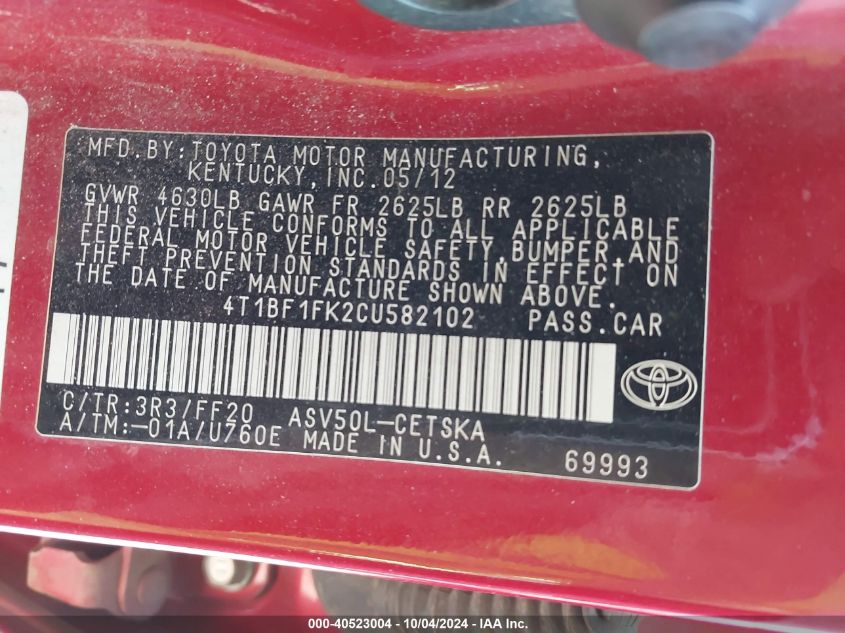 MFD. BY: TOYOTA MOTOR MANUFACTURING,
KENTUCKY, INC. 05/12
GVWR 4630LB GAWR FR 2625LB RR 2625LB
THIS VEHICLE CONFORMS TO ALL APPLICABLE
FEDERAL MOTOR VEHICLE SAFETY, BUMPER, AND
THEFT PREVENTION STANDARDS IN EFFECT ON
THE DATE OF MANUFACTURE SHOWN ABOVE.
4T1BF1FK2CU582102 PASS. CAR
C/TR: 3R3/FF20 ASV50L-CETSKA
A/TM: -01A/U760E MADE IN U.S.A. 69993
000-40523004 - 10/04/2024 - IAA Inc.